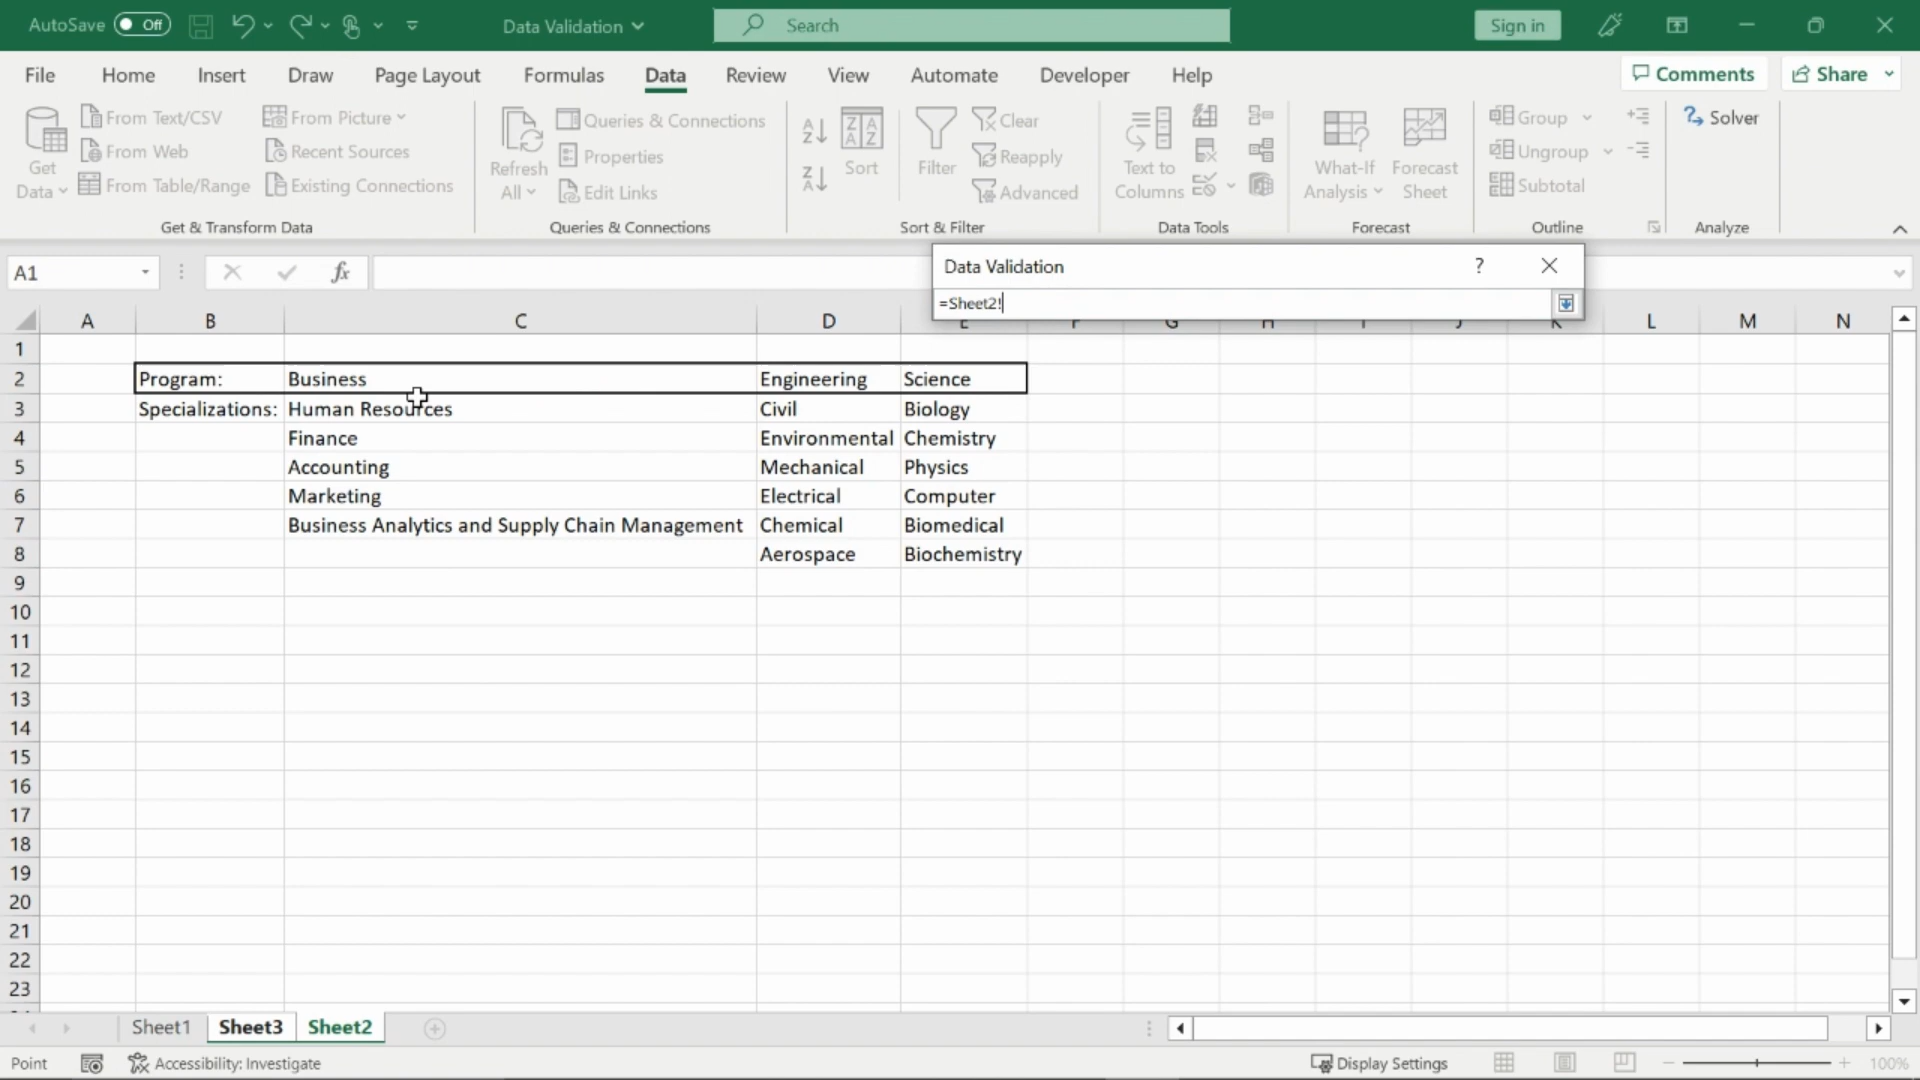 AutoSave Off Data Validation Search Sign in
File Home Insert Draw Page Layout Formulas Data Review View Automate Developer Help Comments Share
Get Data
From Text/CSV
From Web
From Table/Range
From Picture
Recent Sources
Existing Connections
Get & Transform Data
Refresh All
Queries & Connections
Properties
Edit Links
Queries & Connections
Sort
Filter
Clear
Reapply
Advanced
Sort & Filter
Text to Columns
Data Tools
What-If Analysis
Forecast Sheet
Forecast
Group
Ungroup
Subtotal
Outline
Solver
Analyze
A1 fx
Data Validation ?
=Sheet2!
A B C D E F G H I J K L M N
1
2 Program: Business Engineering Science
3 Specializations: Human Resources Civil Biology
4 Finance Environmental Chemistry
5 Accounting Mechanical Physics
6 Marketing Electrical Computer
7 Business Analytics and Supply Chain Management Chemical Biomedical
8 Aerospace Biochemistry
9
10
11
12
13
14
15
16
17
18
19
20
21
22
23
Sheet1 Sheet3 Sheet2
Point Accessibility: Investigate Display Settings 100%